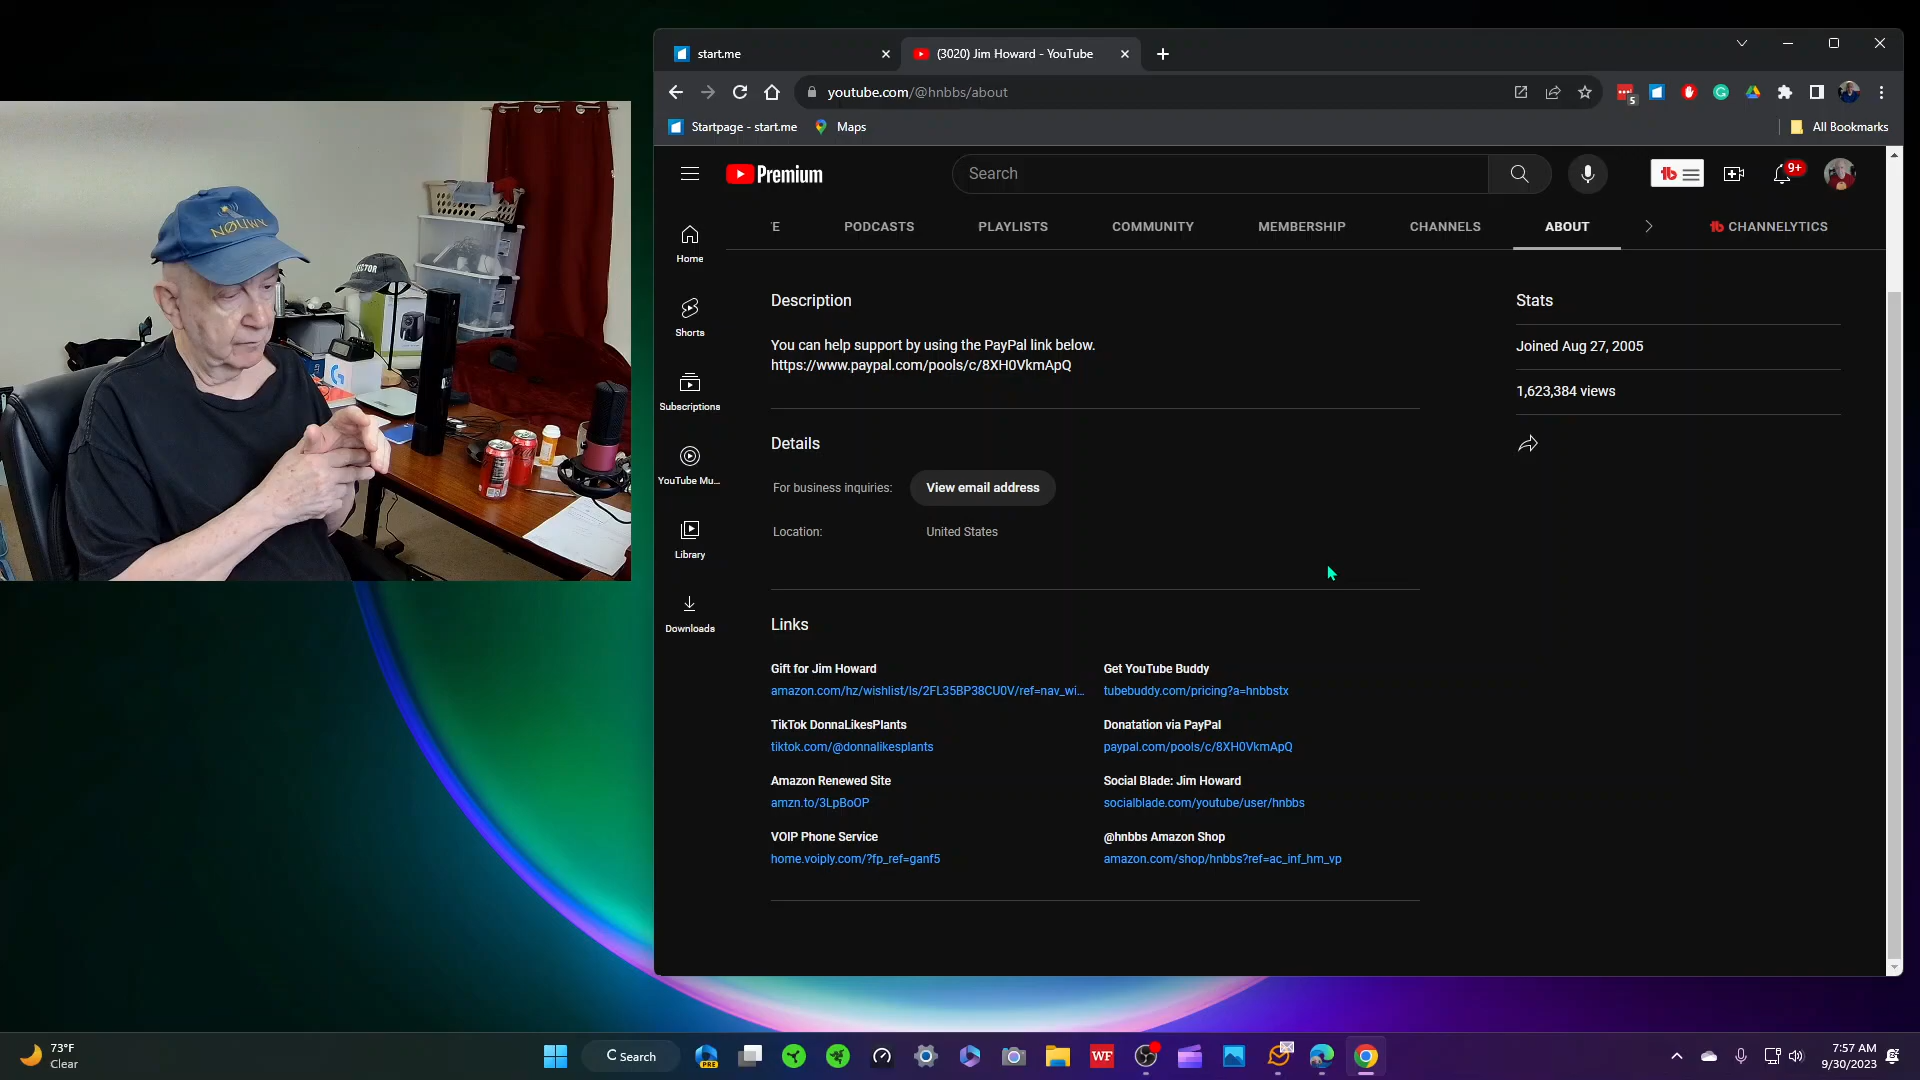 start.me
(3020) Jim Howard - YouTube
youtube.com/@hnbbs/about
5
Startpage - start.me
Maps
All Bookmarks
Premium
Search
9+
E
PODCASTS
PLAYLISTS
COMMUNITY
MEMBERSHIP
CHANNELS
ABOUT
CHANNELYTICS
Home
Shorts
Subscriptions
YouTube Mu...
Library
Downloads
Description
You can help support by using the PayPal link below.
https://www.paypal.com/pools/c/8XH0VkmApQ
Stats
Joined Aug 27, 2005
1,623,384 views
Details
For business inquiries:
View email address
Location:
United States
Links
Gift for Jim Howard
amazon.com/hz/wishlist/ls/2FL35BP38CU0V/ref=nav_wi...
Get YouTube Buddy
tubebuddy.com/pricing?a=hnbbstx
TikTok DonnaLikesPlants
tiktok.com/@donnalikesplants
Donatation via PayPal
paypal.com/pools/c/8XH0VkmApQ
Amazon Renewed Site
amzn.to/3LpBoOP
Social Blade: Jim Howard
socialblade.com/youtube/user/hnbbs
VOIP Phone Service
home.voiply.com/?fp_ref=ganf5
@hnbbs Amazon Shop
amazon.com/shop/hnbbs?ref=ac_inf_hm_vp
NØUWY
73°F
Clear
Search
PRE
WF
7:57 AM
9/30/2023